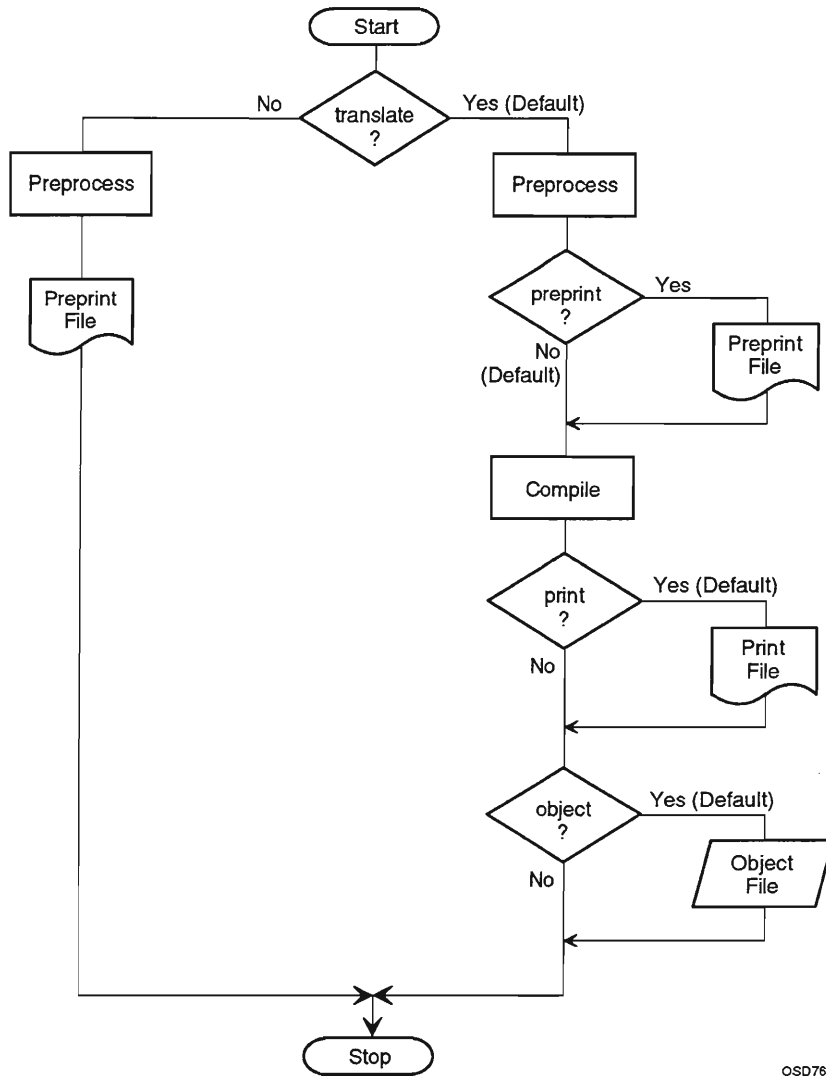 Start
No
translate
?
Yes (Default)
Preprocess
Preprocess
Preprint
File
preprint
?
Yes
No
(Default)
Preprint
File
Compile
print
?
Yes (Default)
No
Print
File
object
?
Yes (Default)
No
Object
File
Stop
OSD76